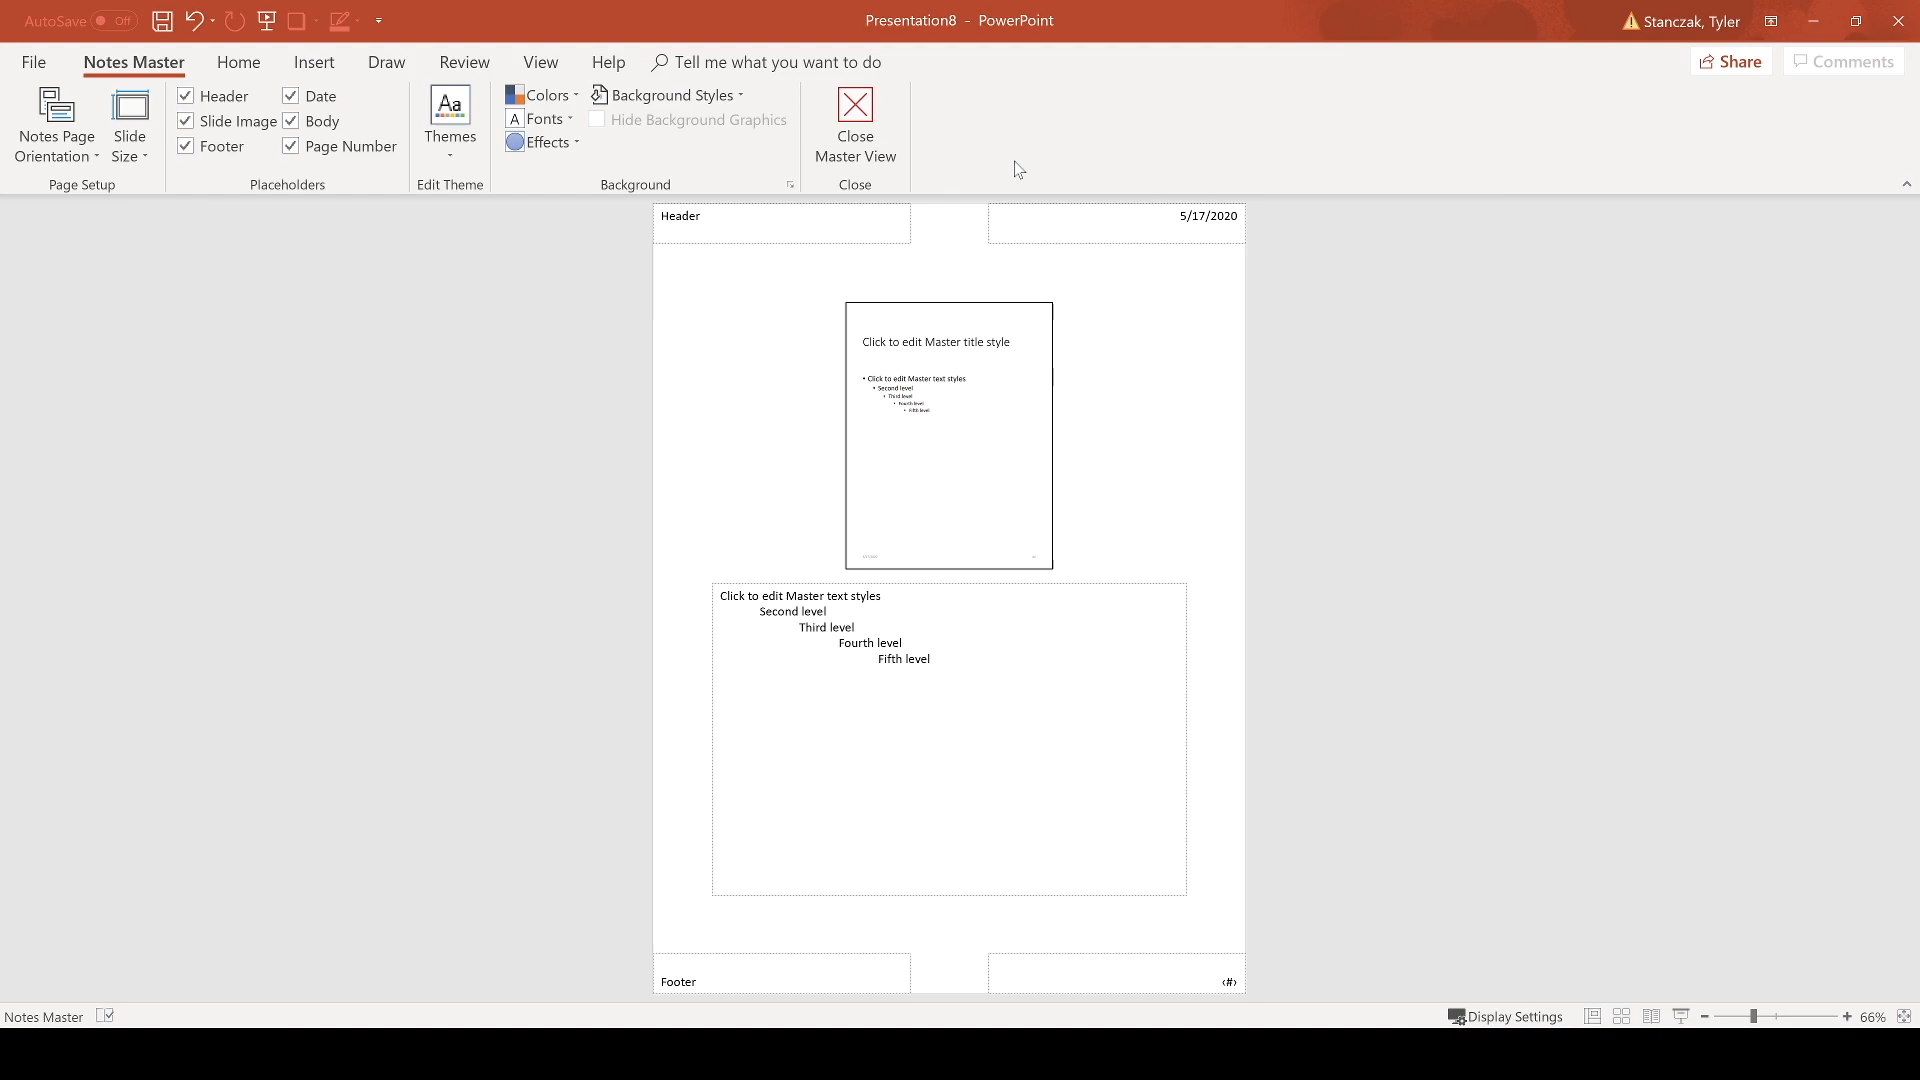 AutoSave Off
Presentation8 - PowerPoint
Stanczak, Tyler
File Notes Master Home Insert Draw Review View Help Tell me what you want to do
Share Comments
Notes Page Orientation
Slide Size
Page Setup
Header Date
Slide Image Body
Footer Page Number
Placeholders
Aa
Themes
Edit Theme
Colors Background Styles
A Fonts Hide Background Graphics
Effects
Background
Close
Master View
Close
Header
5/17/2020
Click to edit Master title style
• Click to edit Master text styles
• Second level
• Third level
• Fourth level
• Fifth level
Click to edit Master text styles
Second level
Third level
Fourth level
Fifth level
Footer
‹#›
Notes Master
Display Settings
66%